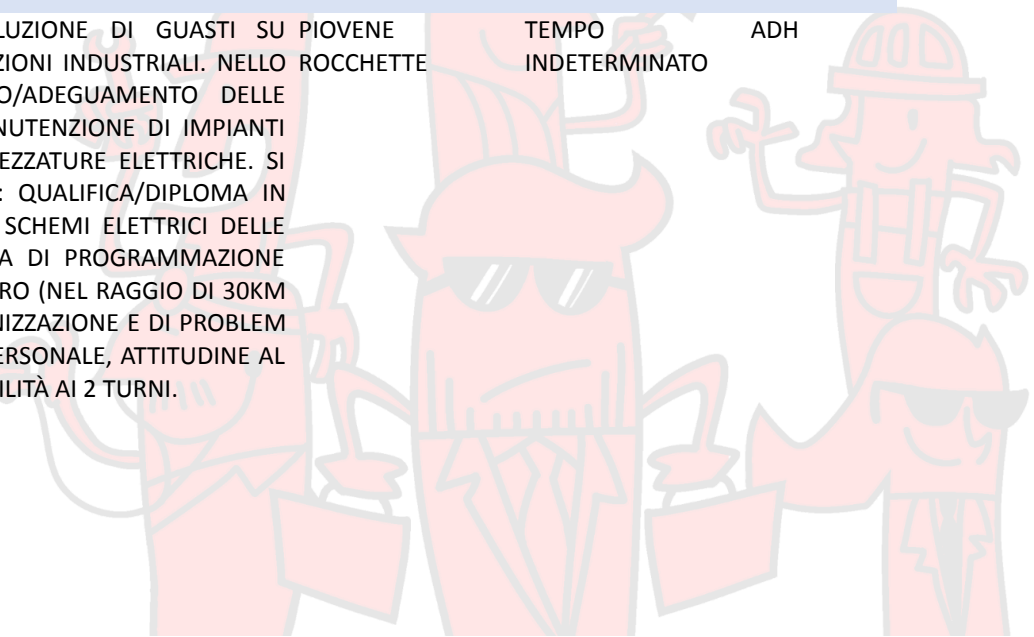 LUZIONE DI GUASTI SU PIOVENE TEMPO ADH
ZIONI INDUSTRIALI. NELLO ROCCHETTE INDETERMINATO
O/ADEGUAMENTO DELLE
NUTENZIONE DI IMPIANTI
EZZATURE ELETTRICHE. SI
: QUALIFICA/DIPLOMA IN
SCHEMI ELETTRICI DELLE
A DI PROGRAMMAZIONE
RO (NEL RAGGIO DI 30KM
NIZZAZIONE E DI PROBLEM
ERSONALE, ATTITUDINE AL
ILITÀ AI 2 TURNI.